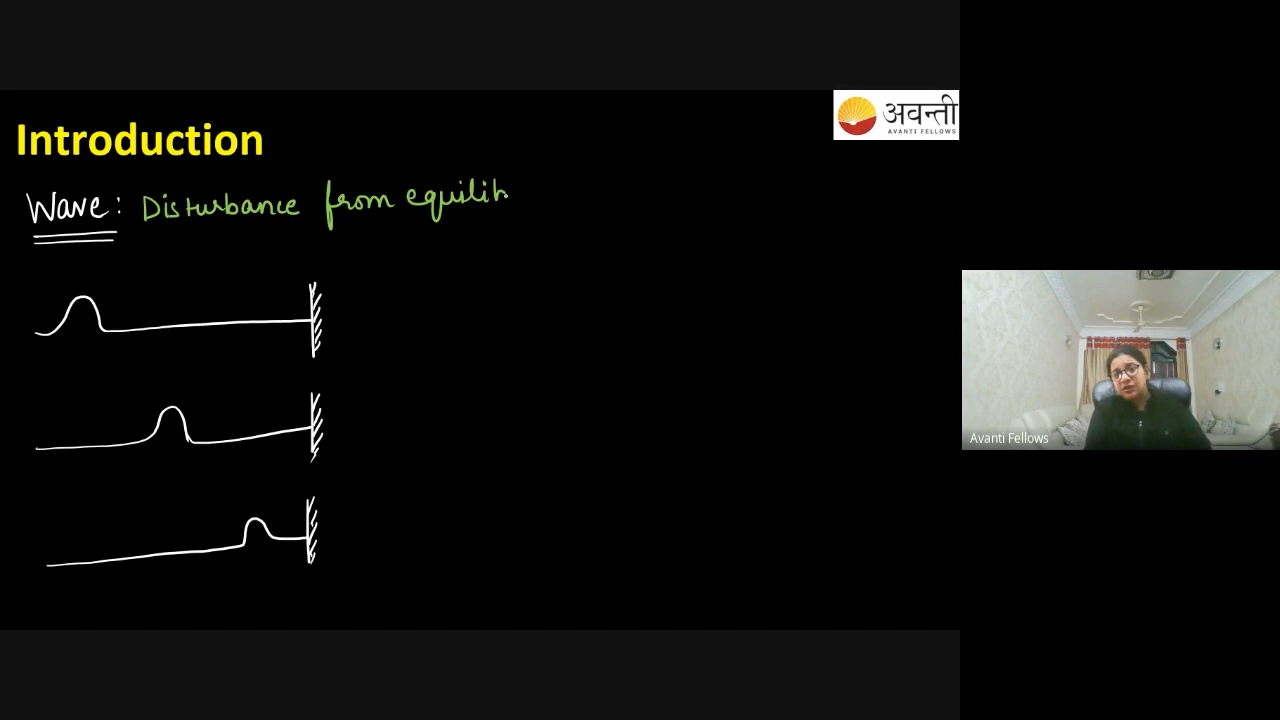 अवन्ती
AVANTI FELLOWS
Introduction
Wave: Disturbance from equilib
Avanti Fellows